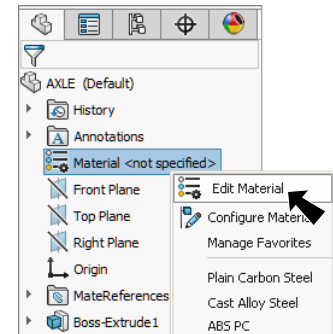 AXLE (Default)
History
Annotations
Material <not specified>
Edit Material
Front Plane
Configure Material
Top Plane
Manage Favorites
Right Plane
Origin
Plain Carbon Steel
MateReferences
Cast Alloy Steel
Boss-Extrude1
ABS PC